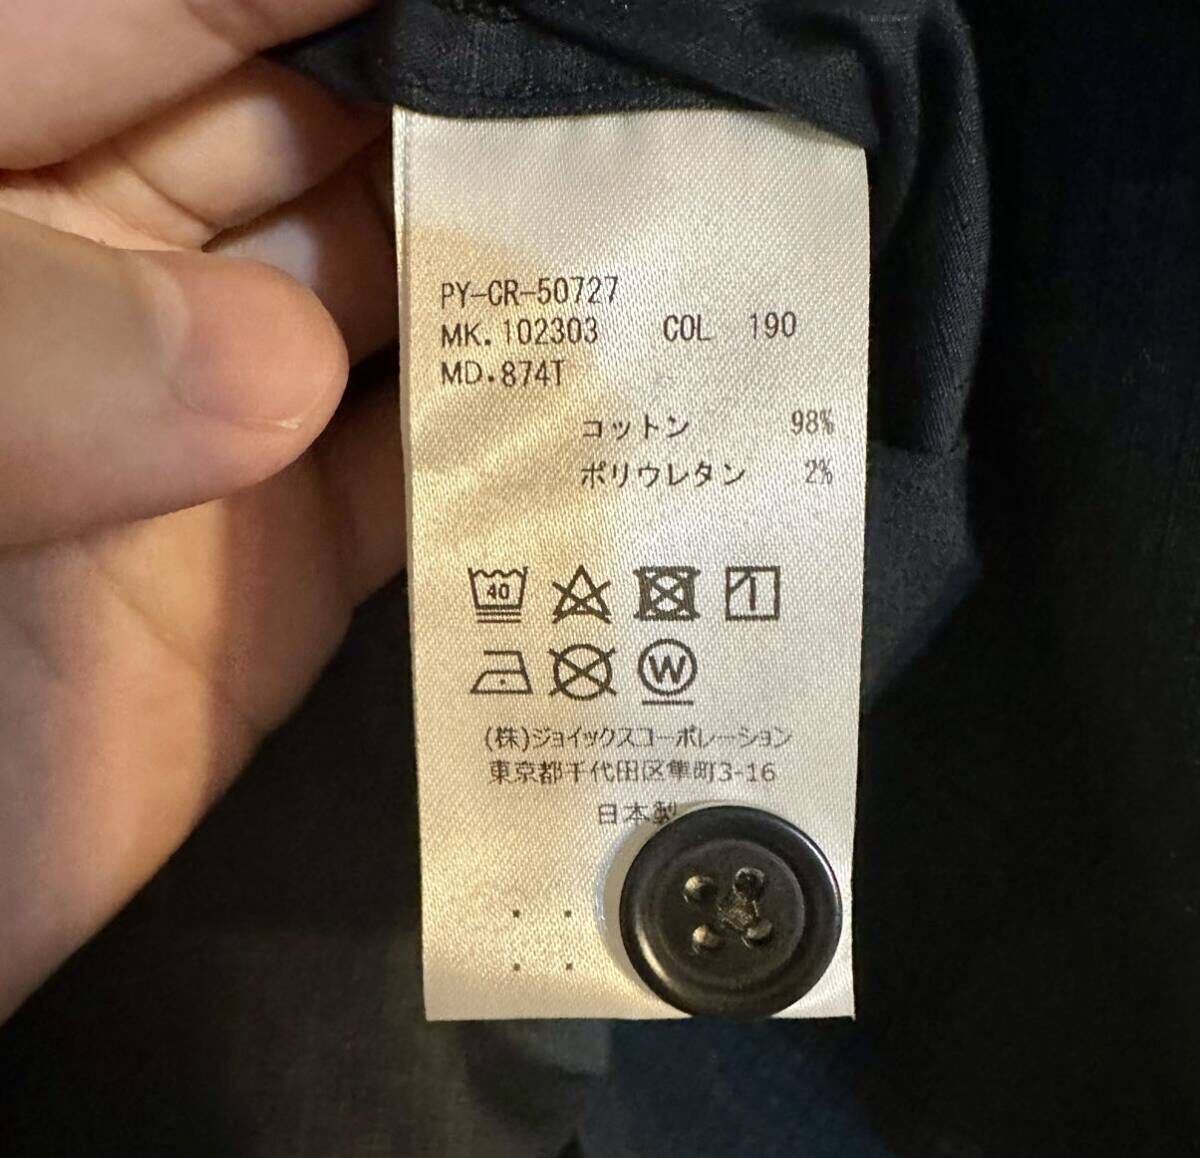 PY-CR-50727
MK. 102303 COL 190
MD.874T
コットン 98%
ポリウレタン 2%
40
W
(株)ジョイックスコーポレーション
東京都千代田区隼町3-16
日本製